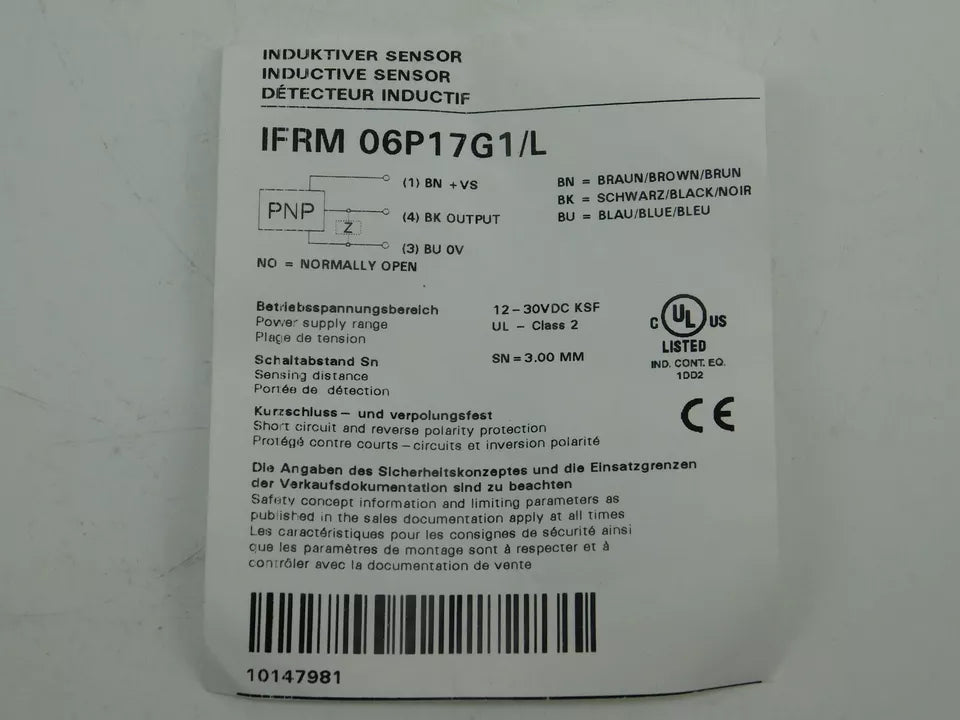 INDUKTIVER SENSOR
INDUCTIVE SENSOR
DÉTECTEUR INDUCTIF
IFRM 06P17G1/L
PNP
Z
(1) BN +VS
(4) BK OUTPUT
(3) BU 0V
BN = BRAUN/BROWN/BRUN
BK = SCHWARZ/BLACK/NOIR
BU = BLAU/BLUE/BLEU
NO = NORMALLY OPEN
Betriebsspannungsbereich 12-30VDC KSF
Power supply range UL - Class 2
Plage de tension
Schaltabstand Sn SN = 3.00 MM
Sensing distance
Portée de détection
C UL US
LISTED
IND. CONT. EQ.
1DD2
CE
Kurzschluss- und verpolungsfest
Short circuit and reverse polarity protection
Protégé contre courts-circuits et inversion polarité
Die Angaben des Sicherheitskonzeptes und die Einsatzgrenzen
der Verkaufsdokumentation sind zu beachten
Safety concept information and limiting parameters as
published in the sales documentation apply at all times
Les caractéristiques pour les consignes de sécurité ainsi
que les paramètres de montage sont à respecter et à
contrôler avec la documentation de vente
10147981